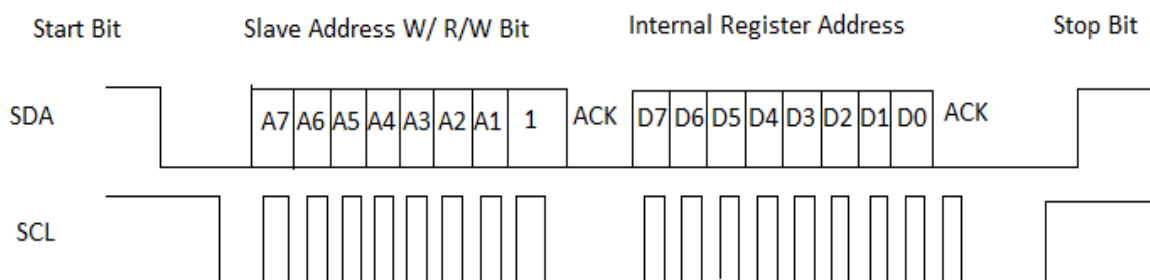 Start Bit Slave Address W/ R/W Bit Internal Register Address Stop Bit
SDA A7 A6 A5 A4 A3 A2 A1 1 ACK D7 D6 D5 D4 D3 D2 D1 D0 ACK
SCL